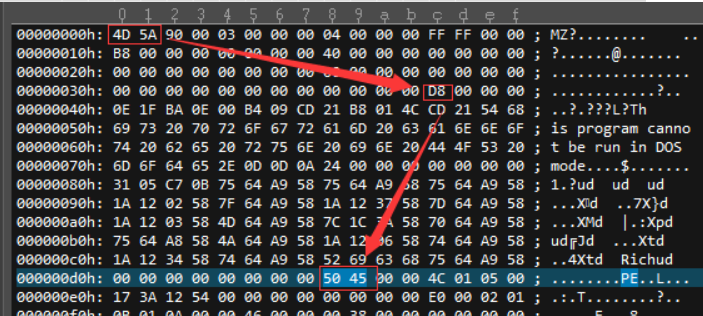 0 1 2 3 4 5 6 7 8 9 a b c d e f
00000000h: 4D 5A 90 00 03 00 00 00 04 00 00 00 FF FF 00 00 ; MZ?........ ..
00000010h: B8 00 00 00 00 00 00 00 40 00 00 00 00 00 00 00 ; ?.......@.......
00000020h: 00 00 00 00 00 00 00 00 00 00 00 00 00 00 00 00 ; ................
00000030h: 00 00 00 00 00 00 00 00 00 00 00 00 D8 00 00 00 ; ............?..
00000040h: 0E 1F BA 0E 00 B4 09 CD 21 B8 01 4C CD 21 54 68 ; ..?.???L?Th
00000050h: 69 73 20 70 72 6F 67 72 61 6D 20 63 61 6E 6E 6F ; is program canno
00000060h: 74 20 62 65 20 72 75 6E 20 69 6E 20 44 4F 53 20 ; t be run in DOS
00000070h: 6D 6F 64 65 2E 0D 0D 0A 24 00 00 00 00 00 00 00 ; mode....$.......
00000080h: 31 05 C7 0B 75 64 A9 58 75 64 A9 58 75 64 A9 58 ; 1.?ud ud ud
00000090h: 1A 12 02 58 7F 64 A9 58 1A 12 37 58 7D 64 A9 58 ; ...X d ..7X}d
000000a0h: 1A 12 03 58 4D 64 A9 58 7C 1C 3A 58 70 64 A9 58 ; ...XMd |.:Xpd
000000b0h: 75 64 A8 58 4A 64 A9 58 1A 12 06 58 74 64 A9 58 ; ud╔Jd ...Xtd
000000c0h: 1A 12 34 58 74 64 A9 58 52 69 63 68 75 64 A9 58 ; ..4Xtd Richud
000000d0h: 00 00 00 00 00 00 00 00 50 45 00 00 4C 01 05 00 ; ........PE..L...
000000e0h: 17 3A 12 54 00 00 00 00 00 00 00 00 E0 00 02 01 ; .:.T........?..